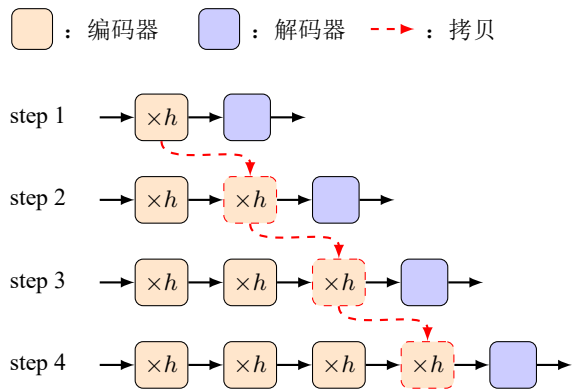 ：编码器 ：解码器 ：拷贝
step 1 ×h
step 2 ×h ×h
step 3 ×h ×h ×h
step 4 ×h ×h ×h ×h